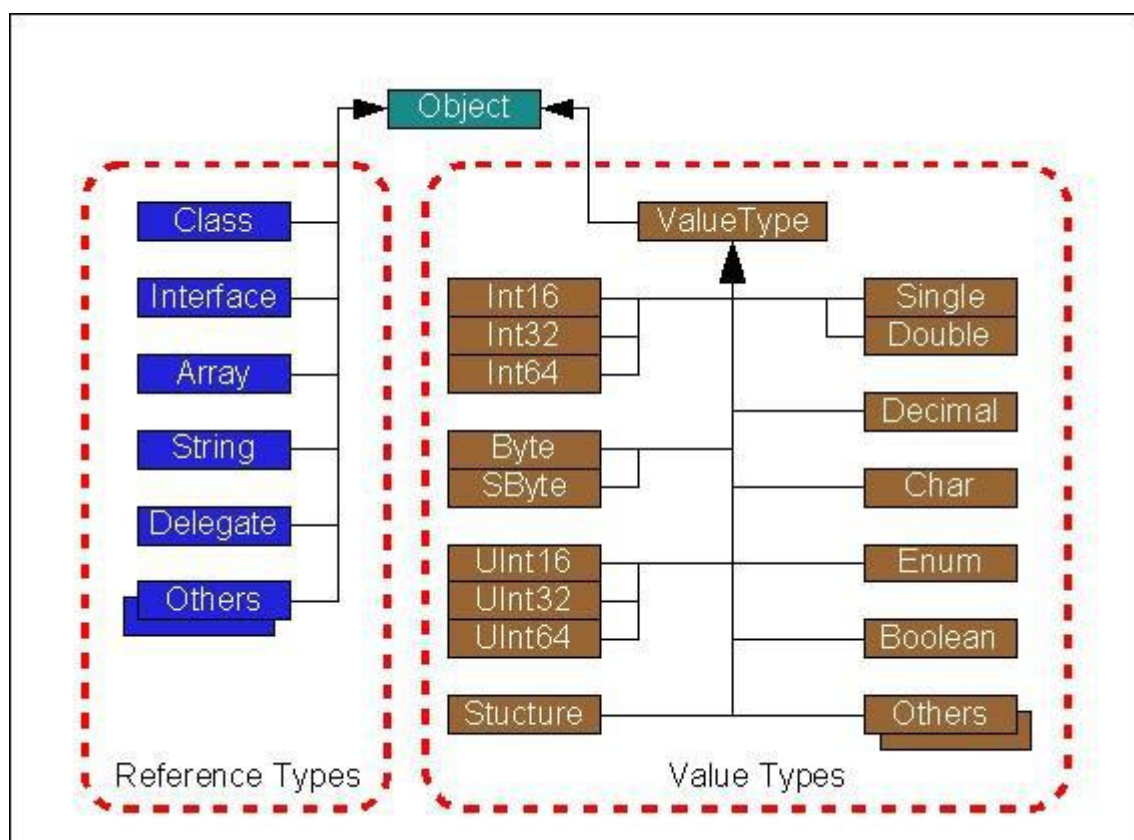 Object
Class
Interface
Array
String
Delegate
Others
Reference Types
ValueType
Int16
Int32
Int64
Byte
SByte
UInt16
UInt32
UInt64
Stucture
Single
Double
Decimal
Char
Enum
Boolean
Others
Value Types